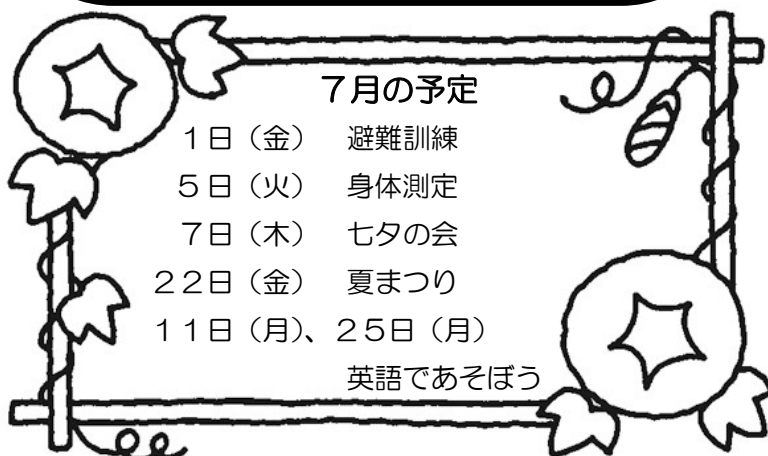 ７月の予定
１日（金）　避難訓練
５日（火）　身体測定
７日（木）　七夕の会
２２日（金）　夏まつり
１１日（月）、２５日（月）
英語であそぼう